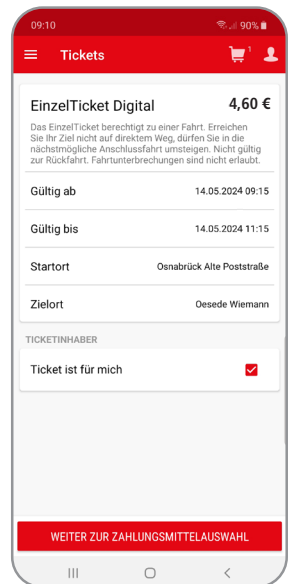 09:10 90%
Tickets 1
EinzelTicket Digital 4,60 €
Das EinzelTicket berechtigt zu einer Fahrt. Erreichen
Sie Ihr Ziel nicht auf direktem Weg, dürfen Sie in die
nächstmögliche Anschlussfahrt umsteigen. Nicht gültig
zur Rückfahrt. Fahrtunterbrechungen sind nicht erlaubt.
Gültig ab 14.05.2024 09:15
Gültig bis 14.05.2024 11:15
Startort Osnabrück Alte Poststraße
Zielort Oesede Wiemann
TICKETINHABER
Ticket ist für mich
WEITER ZUR ZAHLUNGSMITTELAUSWAHL